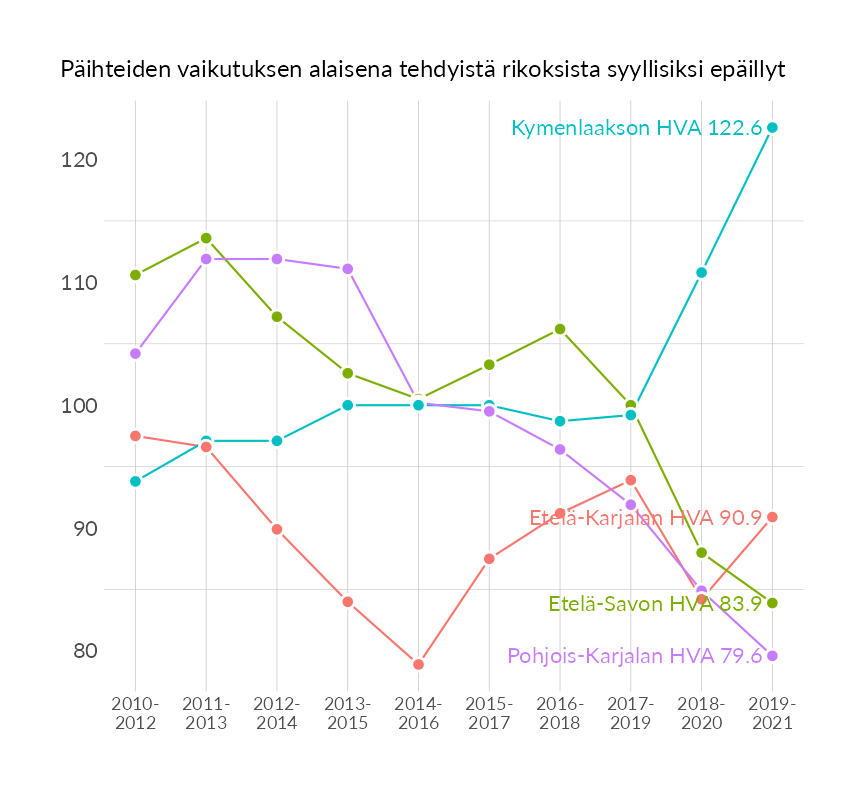 Päihteiden vaikutuksen alaisena tehdyistä rikoksista syyllisiksi epäillyt
Kymenlaakson HVA 122.6
120
110
100
90
80
Etelä-Karjalan HVA 90.9
Etelä-Savon HVA 83.9
Pohjois-Karjalan HVA 79.6
2010- 2011- 2012- 2013- 2014- 2015- 2016- 2017- 2018- 2019-
2012 2013 2014 2015 2016 2017 2018 2019 2020 2021